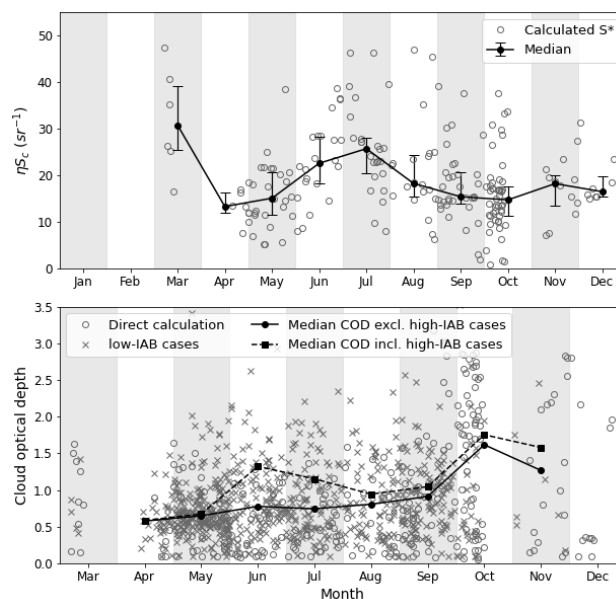 50
Calculated S*
Median
40
30
ηS_c (sr⁻¹)
20
10
0
Jan Feb Mar Apr May Jun Jul Aug Sep Oct Nov Dec
3.5
Direct calculation Median COD excl. high-IAB cases
low-IAB cases Median COD incl. high-IAB cases
3.0
2.5
2.0
Cloud optical depth
1.5
1.0
0.5
0.0
Mar Apr May Jun Jul Aug Sep Oct Nov Dec
Month